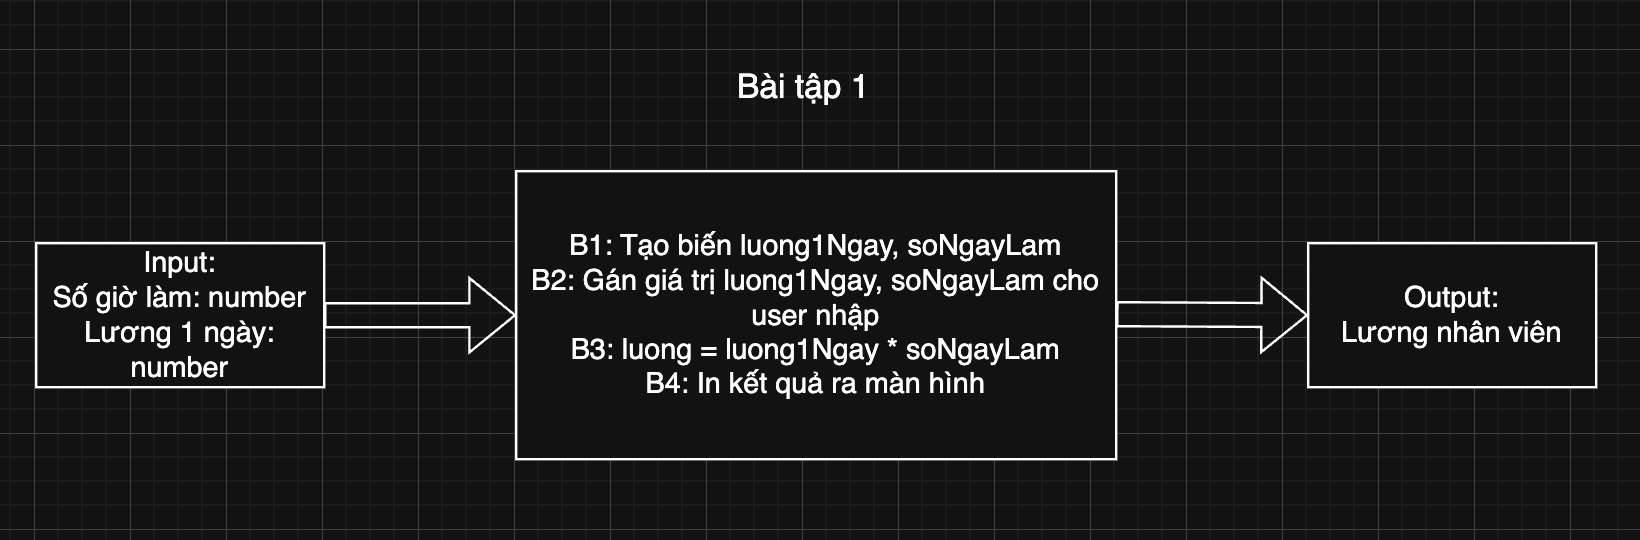 Bài tập 1
Input:
Số giờ làm: number
Lương 1 ngày:
number
B1: Tạo biến luong1Ngay, soNgayLam
B2: Gán giá trị luong1Ngay, soNgayLam cho
user nhập
B3: luong = luong1Ngay * soNgayLam
B4: In kết quả ra màn hình
Output:
Lương nhân viên